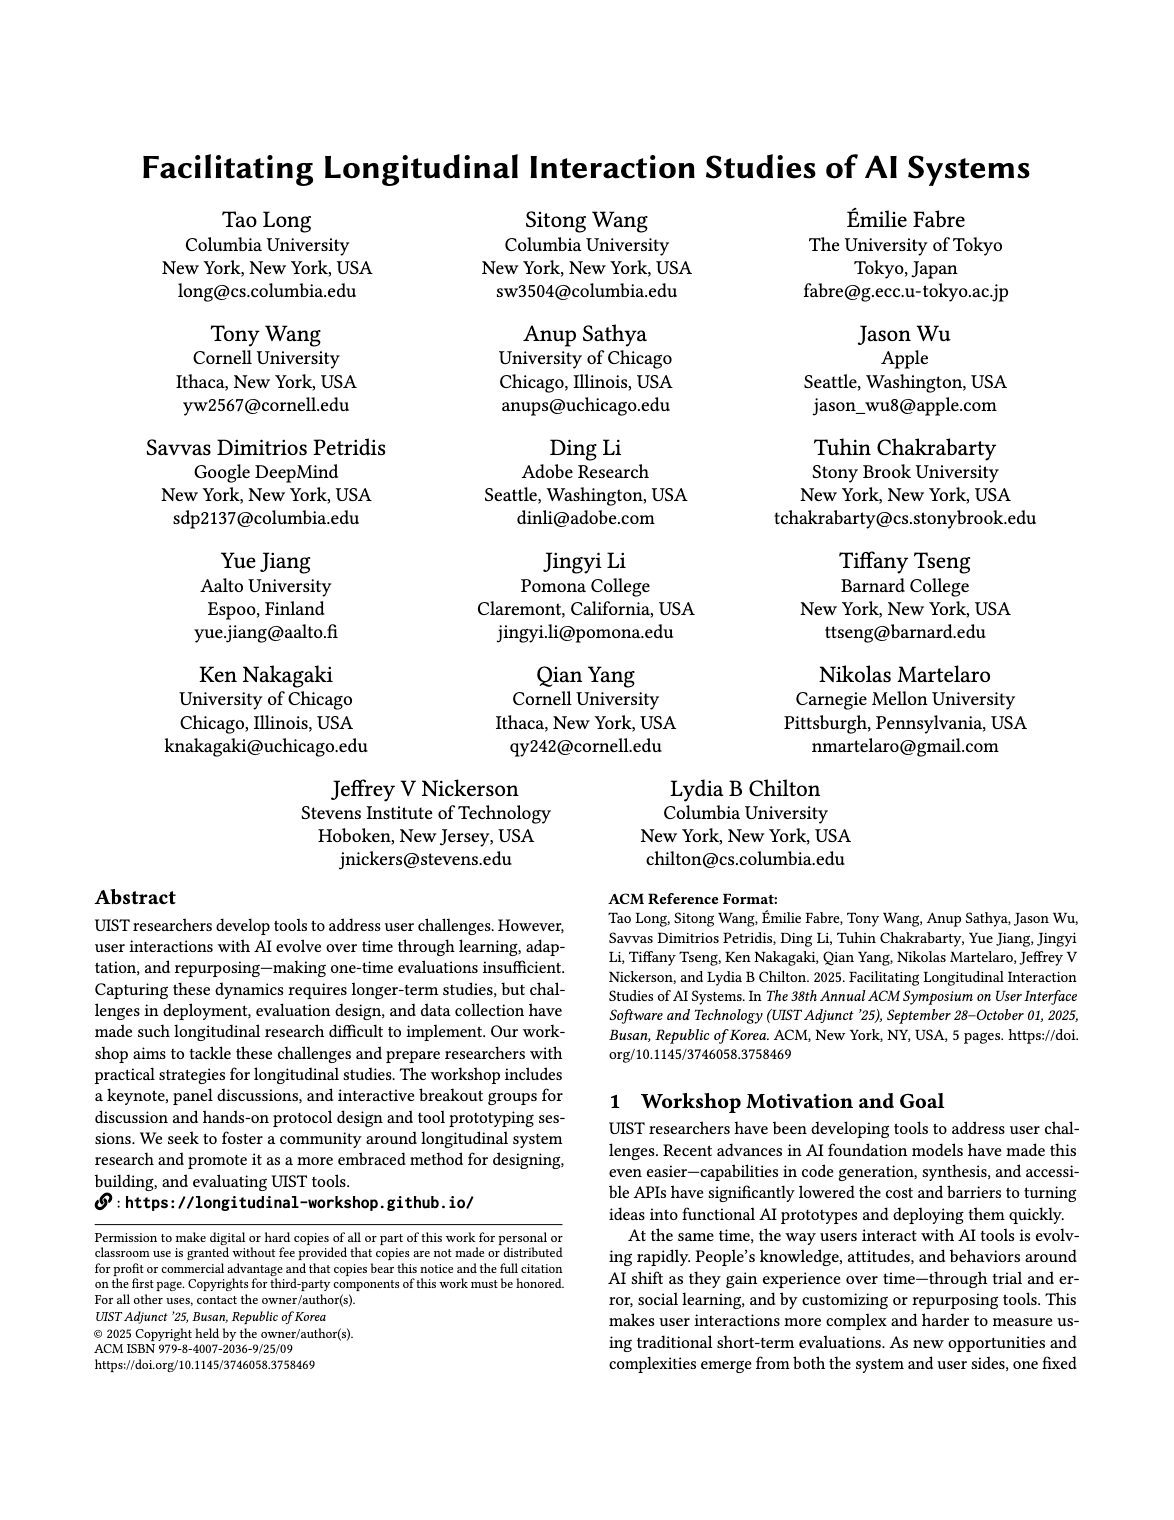 Facilitating Longitudinal Interaction Studies of AI Systems
Tao Long
Columbia University
New York, New York, USA
long@cs.columbia.edu
Sitong Wang
Columbia University
New York, New York, USA
sw3504@columbia.edu
Émilie Fabre
The University of Tokyo
Tokyo, Japan
fabre@g.ecc.u-tokyo.ac.jp
Tony Wang
Cornell University
Ithaca, New York, USA
yw2567@cornell.edu
Anup Sathya
University of Chicago
Chicago, Illinois, USA
anups@uchicago.edu
Jason Wu
Apple
Seattle, Washington, USA
jason_wu8@apple.com
Savvas Dimitrios Petridis
Google DeepMind
New York, New York, USA
sdp2137@columbia.edu
Ding Li
Adobe Research
Seattle, Washington, USA
dinli@adobe.com
Tuhin Chakrabarty
Stony Brook University
New York, New York, USA
tchakrabarty@cs.stonybrook.edu
Yue Jiang
Aalto University
Espoo, Finland
yue.jiang@aalto.fi
Jingyi Li
Pomona College
Claremont, California, USA
jingyi.li@pomona.edu
Tiffany Tseng
Barnard College
New York, New York, USA
ttseng@barnard.edu
Ken Nakagaki
University of Chicago
Chicago, Illinois, USA
knakagaki@uchicago.edu
Qian Yang
Cornell University
Ithaca, New York, USA
qy242@cornell.edu
Nikolas Martelaro
Carnegie Mellon University
Pittsburgh, Pennsylvania, USA
nmartelaro@gmail.com
Jeffrey V Nickerson
Stevens Institute of Technology
Hoboken, New Jersey, USA
jnickers@stevens.edu
Lydia B Chilton
Columbia University
New York, New York, USA
chilton@cs.columbia.edu
Abstract
UIST researchers develop tools to address user challenges. However,
user interactions with AI evolve over time through learning, adap-
tation, and repurposing—making one-time evaluations insufficient.
Capturing these dynamics requires longer-term studies, but chal-
lenges in deployment, evaluation design, and data collection have
made such longitudinal research difficult to implement. Our work-
shop aims to tackle these challenges and prepare researchers with
practical strategies for longitudinal studies. The workshop includes
a keynote, panel discussions, and interactive breakout groups for
discussion and hands-on protocol design and tool prototyping ses-
sions. We seek to foster a community around longitudinal system
research and promote it as a more embraced method for designing,
building, and evaluating UIST tools.
: https://longitudinal-workshop.github.io/
Permission to make digital or hard copies of all or part of this work for personal or
classroom use is granted without fee provided that copies are not made or distributed
for profit or commercial advantage and that copies bear this notice and the full citation
on the first page. Copyrights for third-party components of this work must be honored.
For all other uses, contact the owner/author(s).
UIST Adjunct ’25, Busan, Republic of Korea
© 2025 Copyright held by the owner/author(s).
ACM ISBN 979-8-4007-2036-9/25/09
https://doi.org/10.1145/3746058.3758469
ACM Reference Format:
Tao Long, Sitong Wang, Émilie Fabre, Tony Wang, Anup Sathya, Jason Wu,
Savvas Dimitrios Petridis, Ding Li, Tuhin Chakrabarty, Yue Jiang, Jingyi
Li, Tiffany Tseng, Ken Nakagaki, Qian Yang, Nikolas Martelaro, Jeffrey V
Nickerson, and Lydia B Chilton. 2025. Facilitating Longitudinal Interaction
Studies of AI Systems. In The 38th Annual ACM Symposium on User Interface
Software and Technology (UIST Adjunct ’25), September 28–October 01, 2025,
Busan, Republic of Korea. ACM, New York, NY, USA, 5 pages. https://doi.
org/10.1145/3746058.3758469
1 Workshop Motivation and Goal
UIST researchers have been developing tools to address user chal-
lenges. Recent advances in AI foundation models have made this
even easier—capabilities in code generation, synthesis, and accessi-
ble APIs have significantly lowered the cost and barriers to turning
ideas into functional AI prototypes and deploying them quickly.
At the same time, the way users interact with AI tools is evolv-
ing rapidly. People’s knowledge, attitudes, and behaviors around
AI shift as they gain experience over time—through trial and er-
ror, social learning, and by customizing or repurposing tools. This
makes user interactions more complex and harder to measure us-
ing traditional short-term evaluations. As new opportunities and
complexities emerge from both the system and user sides, one fixed